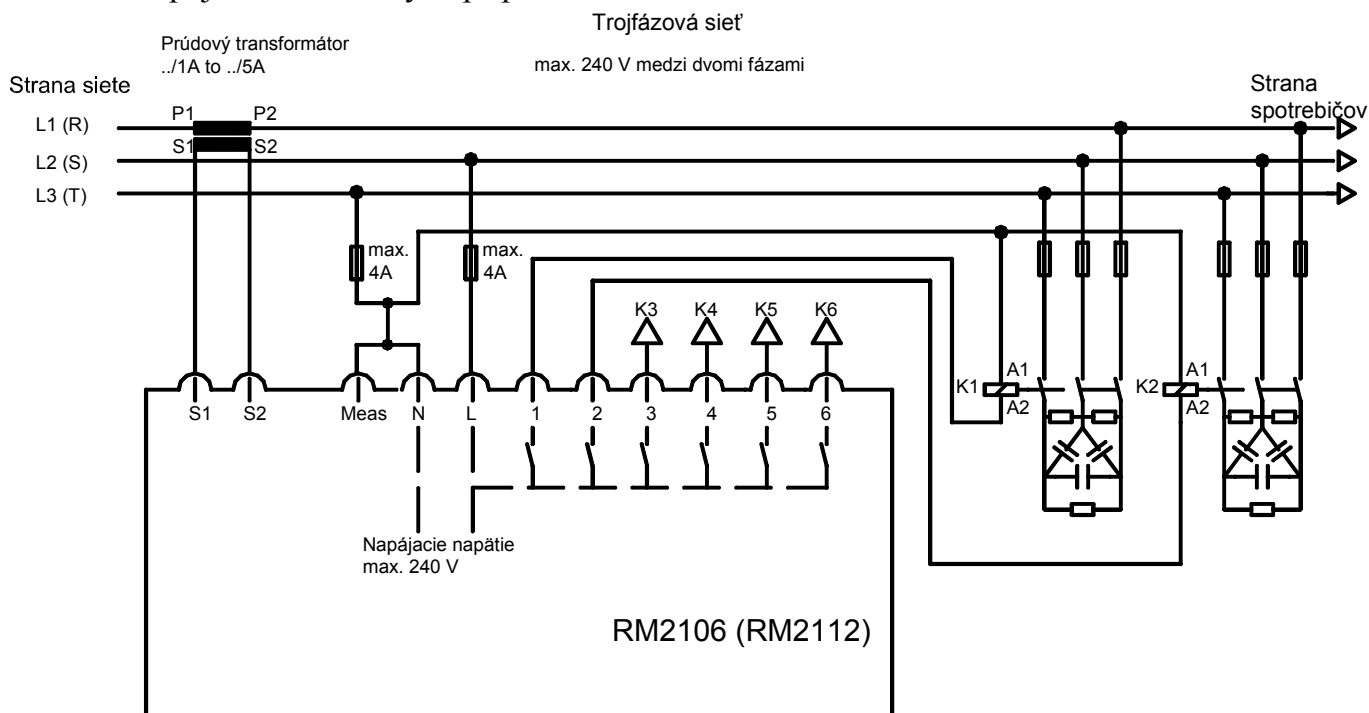 Trojfázová sieť
Prúdový transformátor
../1A to ../5A
max. 240 V medzi dvomi fázami
Strana siete
Strana
spotrebičov
P1 P2
L1 (R)
S1 S2
L2 (S)
L3 (T)
max.
4A
max.
4A
K3 K4 K5 K6
K1 A1
A2
K2 A1
A2
S1 S2 Meas N L 1 2 3 4 5 6
Napájacie napätie
max. 240 V
RM2106 (RM2112)